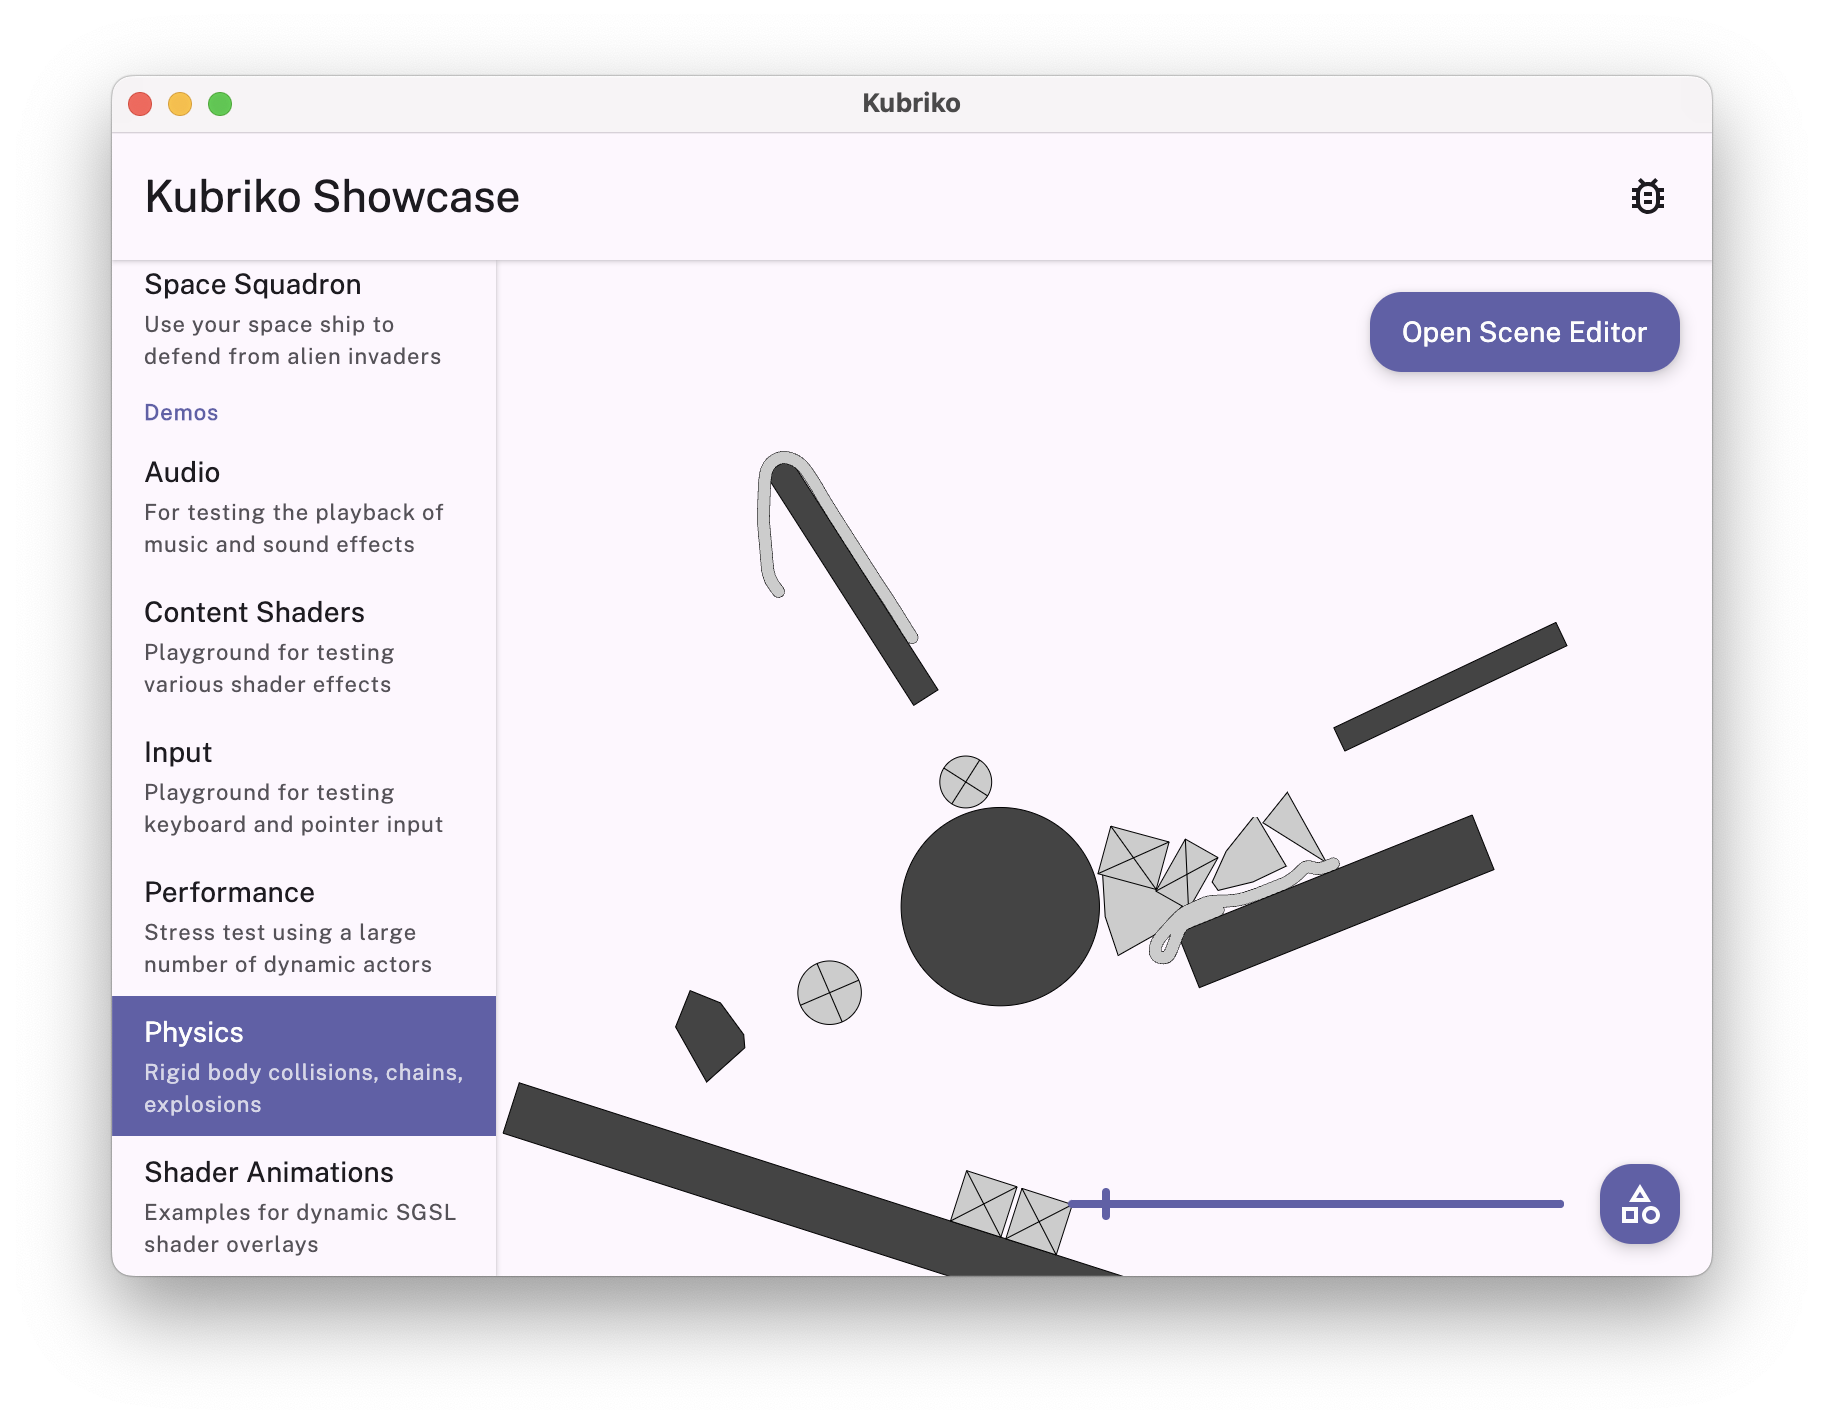 Kubriko
Kubriko Showcase
Space Squadron
Use your space ship to
defend from alien invaders
Demos
Audio
For testing the playback of
music and sound effects
Content Shaders
Playground for testing
various shader effects
Input
Playground for testing
keyboard and pointer input
Performance
Stress test using a large
number of dynamic actors
Physics
Rigid body collisions, chains,
explosions
Shader Animations
Examples for dynamic SGSL
shader overlays
Open Scene Editor